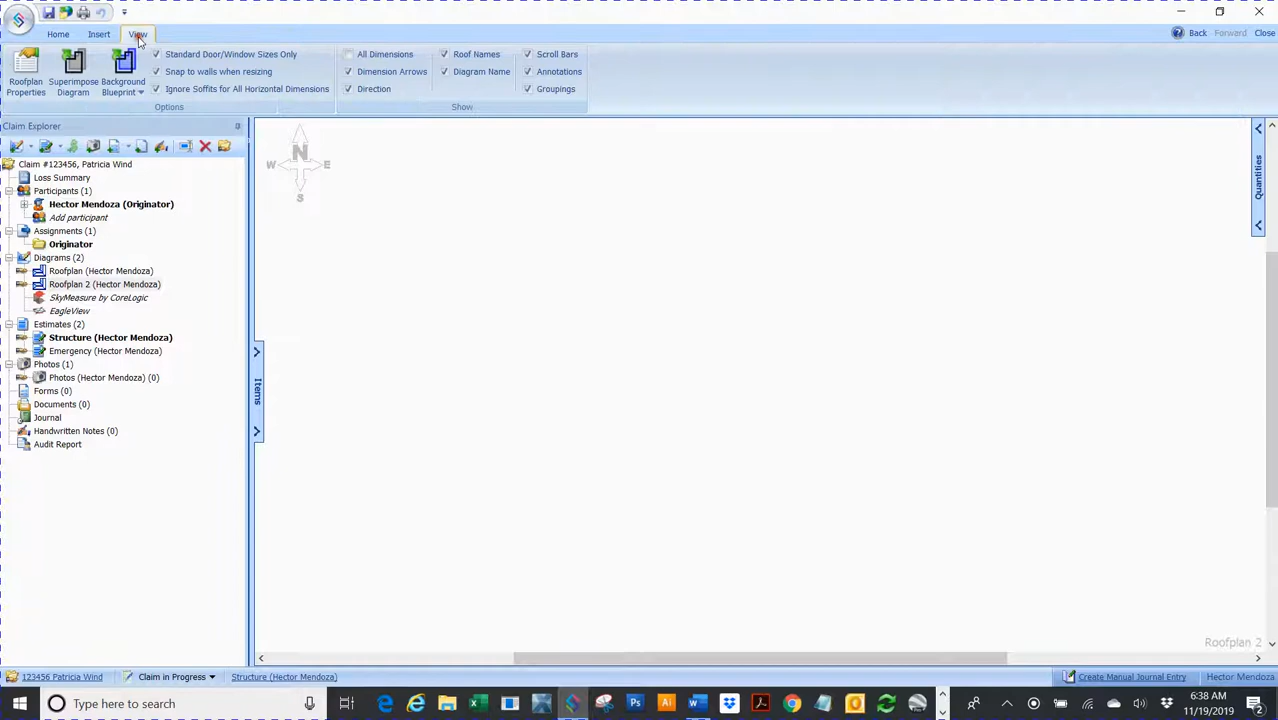 Home Insert View
Back Forward Close
Roofplan Properties
Superimpose Diagram
Background Blueprint
Standard Door/Window Sizes Only
Snap to walls when resizing
Ignore Soffits for All Horizontal Dimensions
Options
All Dimensions
Dimension Arrows
Direction
Roof Names
Diagram Name
Scroll Bars
Annotations
Groupings
Show
Claim Explorer
Claim #123456, Patricia Wind
Loss Summary
Participants (1)
Hector Mendoza (Originator)
Add participant
Assignments (1)
Originator
Diagrams (2)
Roofplan (Hector Mendoza)
Roofplan 2 (Hector Mendoza)
SkyMeasure by CoreLogic
EagleView
Estimates (2)
Structure (Hector Mendoza)
Emergency (Hector Mendoza)
Photos (1)
Photos (Hector Mendoza) (0)
Forms (0)
Documents (0)
Journal
Handwritten Notes (0)
Audit Report
N
W E
S
Items
Quantities
Roofplan 2
123456 Patricia Wind Claim in Progress Structure (Hector Mendoza) Create Manual Journal Entry Hector Mendoza
Type here to search
6:38 AM
11/19/2019
2